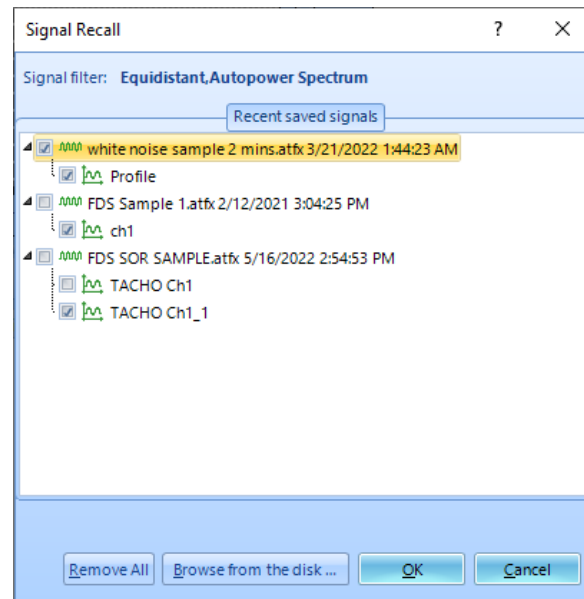 Signal Recall ? X
Signal filter: Equidistant,Autopower Spectrum
Recent saved signals
white noise sample 2 mins.atfx 3/21/2022 1:44:23 AM
Profile
FDS Sample 1.atfx 2/12/2021 3:04:25 PM
ch1
FDS SOR SAMPLE.atfx 5/16/2022 2:54:53 PM
TACHO Ch1
TACHO Ch1_1
Remove All Browse from the disk ... OK Cancel